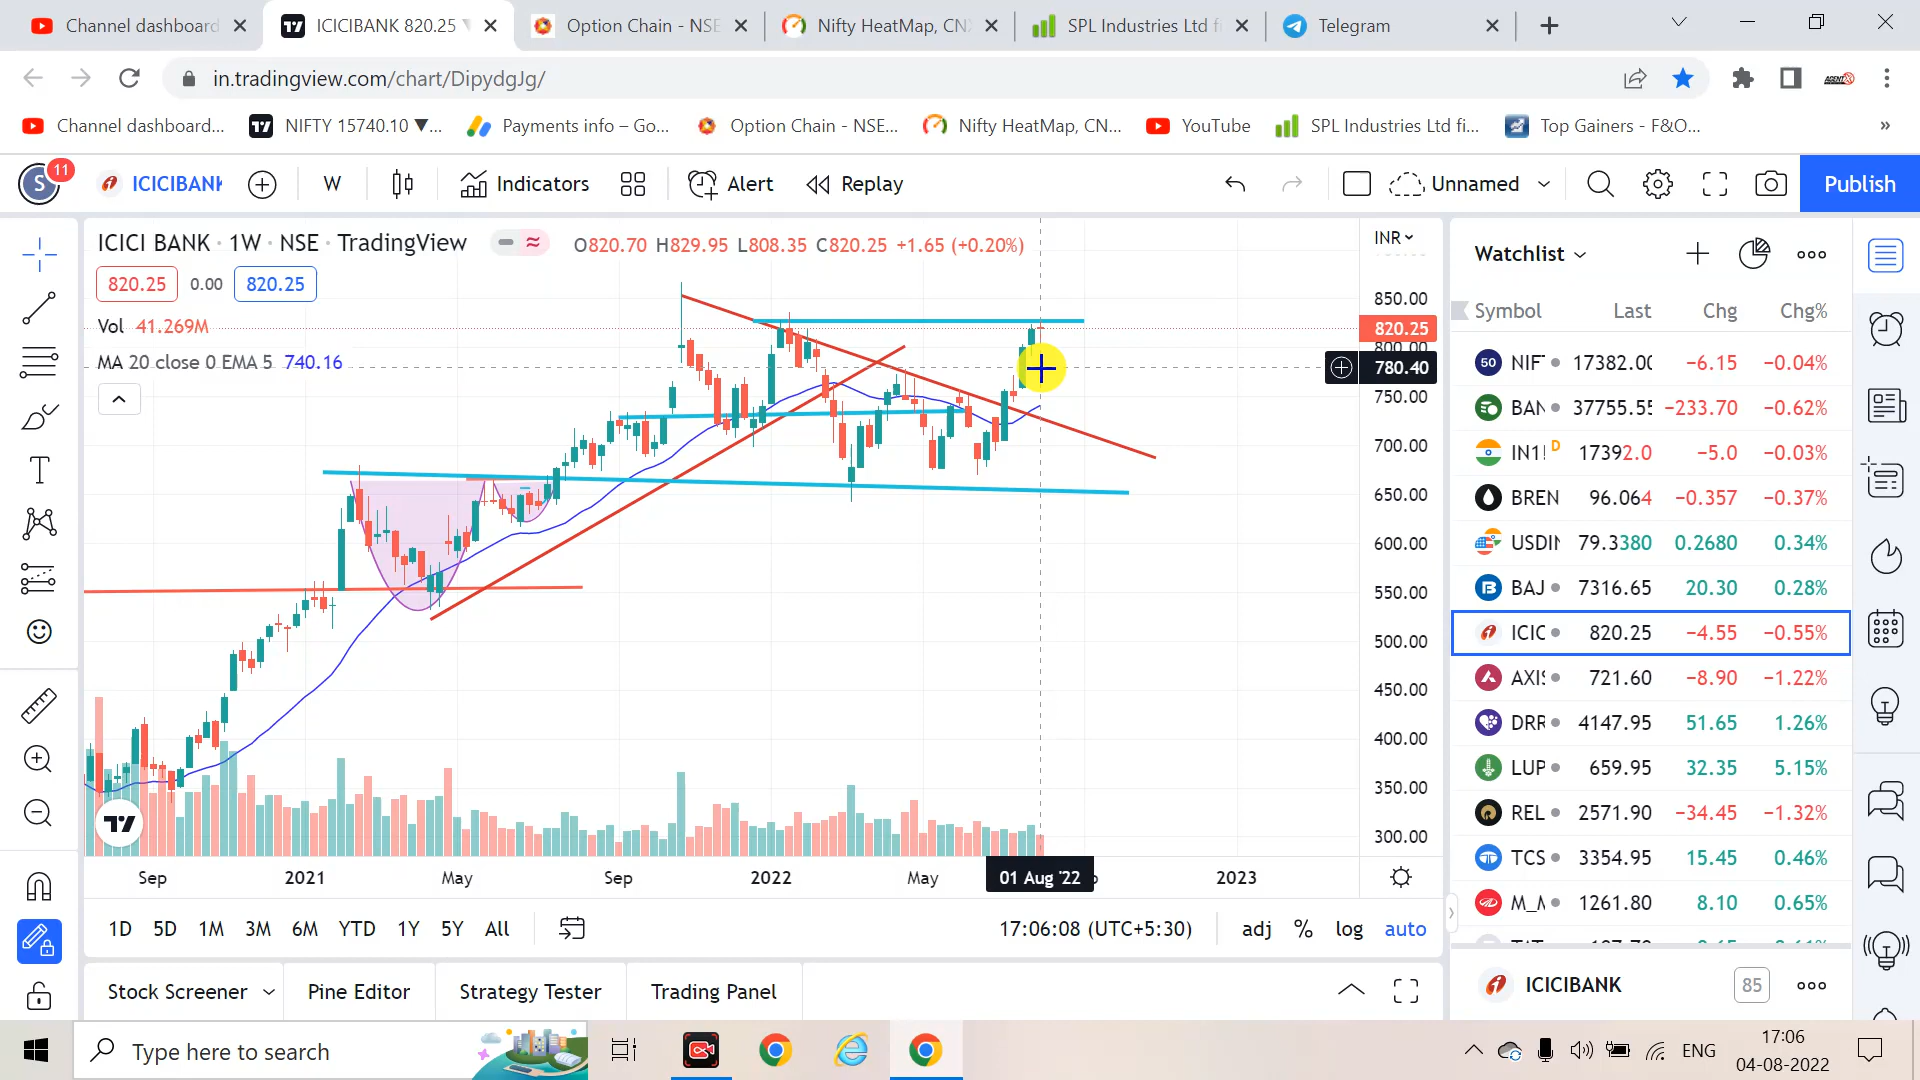 Channel dashboard
ICICIBANK 820.25
Option Chain - NSE
Nifty HeatMap, CNX
SPL Industries Ltd fi
Telegram
in.tradingview.com/chart/DipydgJg/
Channel dashboard...
NIFTY 15740.10 ▼...
Payments info – Go...
Option Chain - NSE...
Nifty HeatMap, CN...
YouTube
SPL Industries Ltd fi...
Top Gainers - F&O...
»
S
11
ICICIBANK
W
Indicators
Alert
Replay
Unnamed
Publish
ICICI BANK · 1W · NSE · TradingView
O820.70 H829.95 L808.35 C820.25 +1.65 (+0.20%)
820.25
0.00
820.25
Vol 41.269M
MA 20 close 0 EMA 5 740.16
INR
850.00
820.25
800.00
780.40
750.00
700.00
650.00
600.00
550.00
500.00
450.00
400.00
350.00
300.00
Sep
2021
May
Sep
2022
May
01 Aug '22
2023
1D 5D 1M 3M 6M YTD 1Y 5Y All
17:06:08 (UTC+5:30)
adj % log auto
Stock Screener
Pine Editor
Strategy Tester
Trading Panel
Watchlist
Symbol Last Chg Chg%
50 NIF 17382.00 −6.15 −0.04%
BAN 37755.55 −233.70 −0.62%
IN1! D 17392.0 −5.0 −0.03%
BREN 96.064 −0.357 −0.37%
USDIN 79.3380 0.2680 0.34%
BAJ 7316.65 20.30 0.28%
ICIC 820.25 −4.55 −0.55%
AXIS 721.60 −8.90 −1.22%
DRR 4147.95 51.65 1.26%
LUP 659.95 32.35 5.15%
REL 2571.90 −34.45 −1.32%
TCS 3354.95 15.45 0.46%
M_M 1261.80 8.10 0.65%
ICICIBANK
85
Type here to search
ENG
17:06
04-08-2022